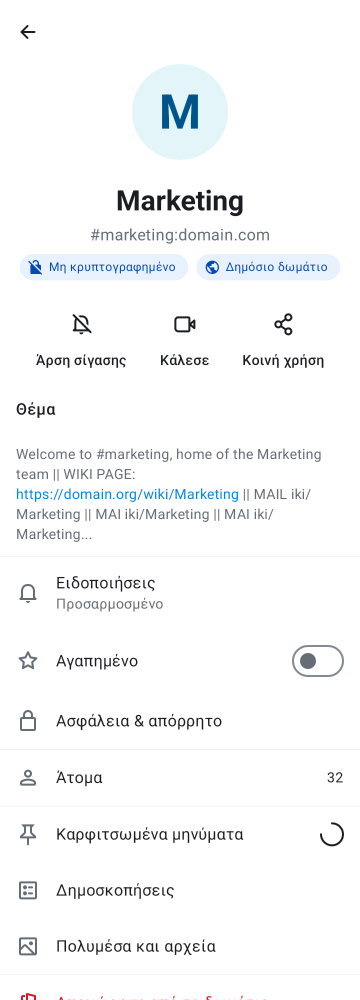 M
Marketing
#marketing:domain.com
Μη κρυπτογραφημένο Δημόσιο δωμάτιο
Άρση σίγασης Κάλεσε Κοινή χρήση
Θέμα
Welcome to #marketing, home of the Marketing
team || WIKI PAGE:
https://domain.org/wiki/Marketing || MAIL iki/
Marketing || MAI iki/Marketing || MAI iki/
Marketing...
Ειδοποιήσεις
Προσαρμοσμένο
Αγαπημένο
Ασφάλεια & απόρρητο
Άτομα 32
Καρφιτσωμένα μηνύματα
Δημοσκοπήσεις
Πολυμέσα και αρχεία